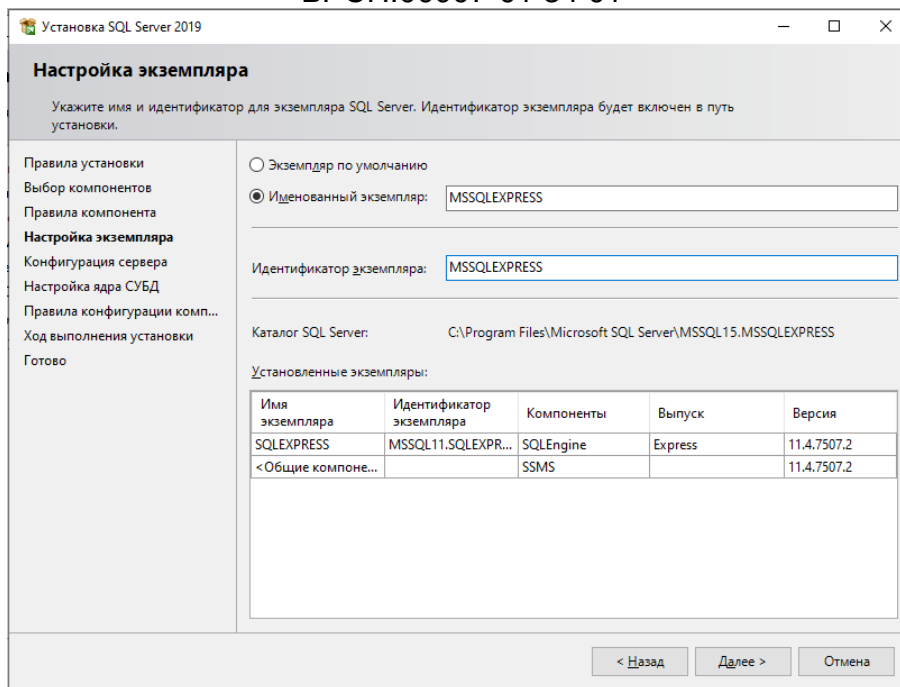 Установка SQL Server 2019
Настройка экземпляра
Укажите имя и идентификатор для экземпляра SQL Server. Идентификатор экземпляра будет включен в путь
установки.
Правила установки
Выбор компонентов
Правила компонента
Настройка экземпляра
Конфигурация сервера
Настройка ядра СУБД
Правила конфигурации комп...
Ход выполнения установки
Готово
Экземпляр по умолчанию
Именованный экземпляр: MSSQLEXPRESS
Идентификатор экземпляра: MSSQLEXPRESS
Каталог SQL Server: C:\Program Files\Microsoft SQL Server\MSSQL15.MSSQLEXPRESS
Установленные экземпляры:
Имя экземпляра Идентификатор экземпляра Компоненты Выпуск Версия
SQLEXPRESS MSSQL11.SQLEXPR... SQLEngine Express 11.4.7507.2
<Общие компоне... SSMS 11.4.7507.2
< Назад Далее > Отмена